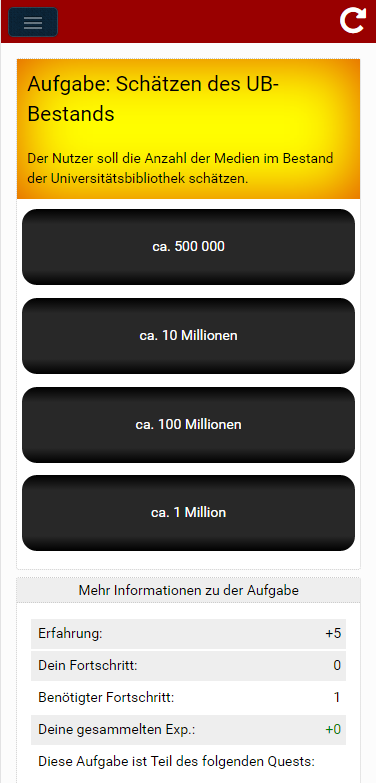 Aufgabe: Schätzen des UB-
Bestands
Der Nutzer soll die Anzahl der Medien im Bestand
der Universitätsbibliothek schätzen.
ca. 500 000
ca. 10 Millionen
ca. 100 Millionen
ca. 1 Million
Mehr Informationen zu der Aufgabe
Erfahrung: +5
Dein Fortschritt: 0
Benötigter Fortschritt: 1
Deine gesammelten Exp.: +0
Diese Aufgabe ist Teil des folgenden Quests: